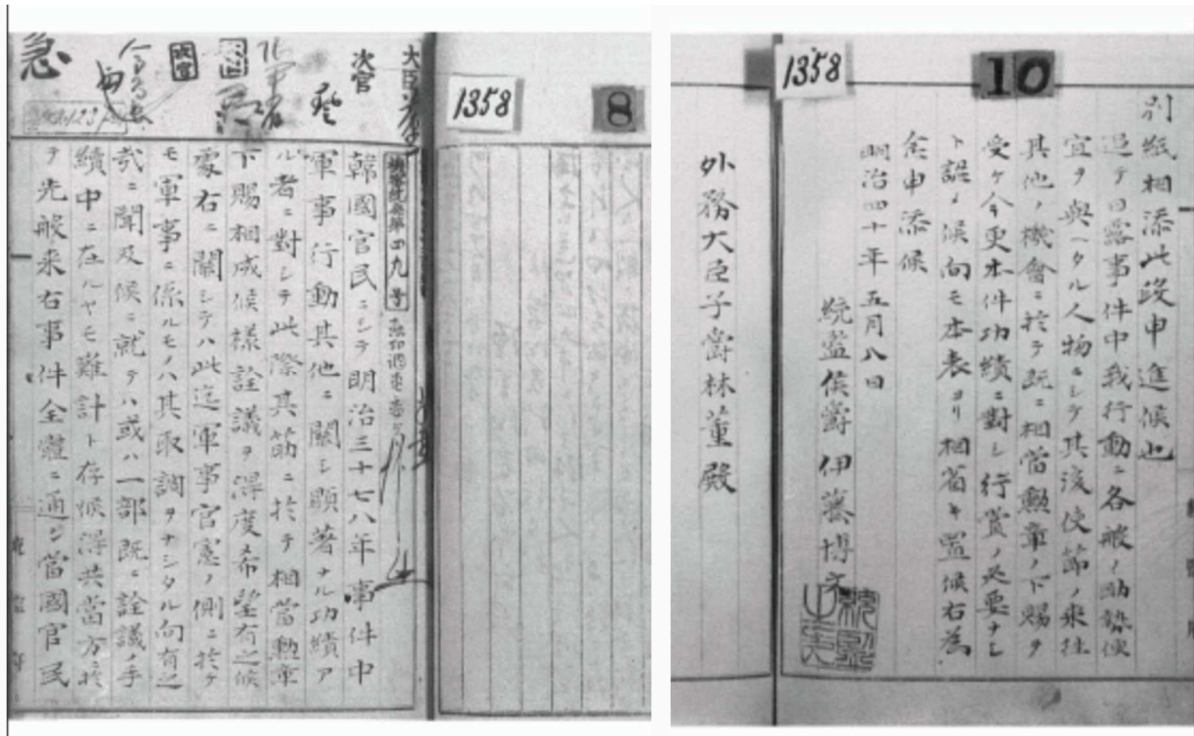 急
大臣
次官
韓國官民ニシテ明治三十七八年事件中
軍事行動其他ニ關シ顯著ナル功績ア
ル者ニ對シテ此際其筋ニ於テ相當勲章
下賜相成候様詮議ヲ得度希望有之候
處右ニ關シテハ此迄軍事官憲ノ側ニ於テ
モ軍事ニ係ルモノハ其取調ヲナシタル向有之
哉ニ聞及候ニ就テハ或ハ一部既ニ詮議ノ手
續中ニ在ルヤモ難計ト存候得共當方於
テ先般来右事件全體ニ通シ當國官民
1358
8
1358
10
別紙相添此段申進候也
追テ日露事件中我行動ニ各般ノ助勢便
宜ヲ與ヘタル人物ニシテ其後使節ノ来往
其他ノ機會ニ於テ既ニ相當勲章ノ下賜ヲ
受ケ今更本件功績ニ對シ行賞ノ必要ナシ
ト認メ候向モ本表ヨリ相省キ置候右為
念申添候
明治四十年五月八日
統監侯爵伊藤博文
外務大臣子爵林董殿